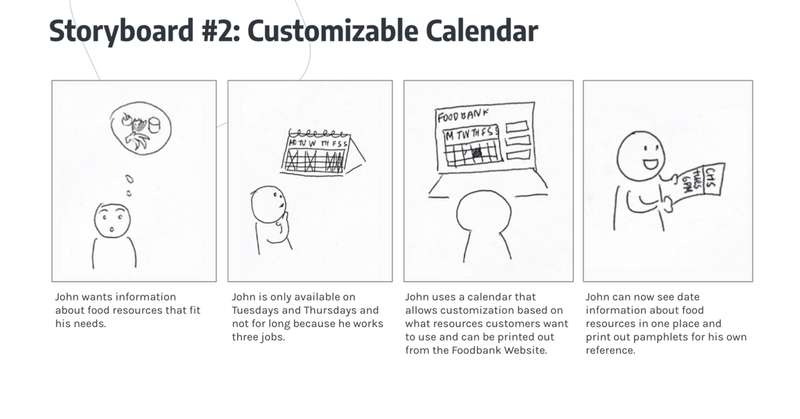 Storyboard #2: Customizable Calendar
M TU W TH F S S
FOODBANK
M T W TH F S S
CMS
THRS
6PM
John wants information
about food resources that fit
his needs.
John is only available on
Tuesdays and Thursdays and
not for long because he works
three jobs.
John uses a calendar that
allows customization based on
what resources customers want
to use and can be printed out
from the Foodbank Website.
John can now see date
information about food
resources in one place and
print out pamphlets for his own
reference.